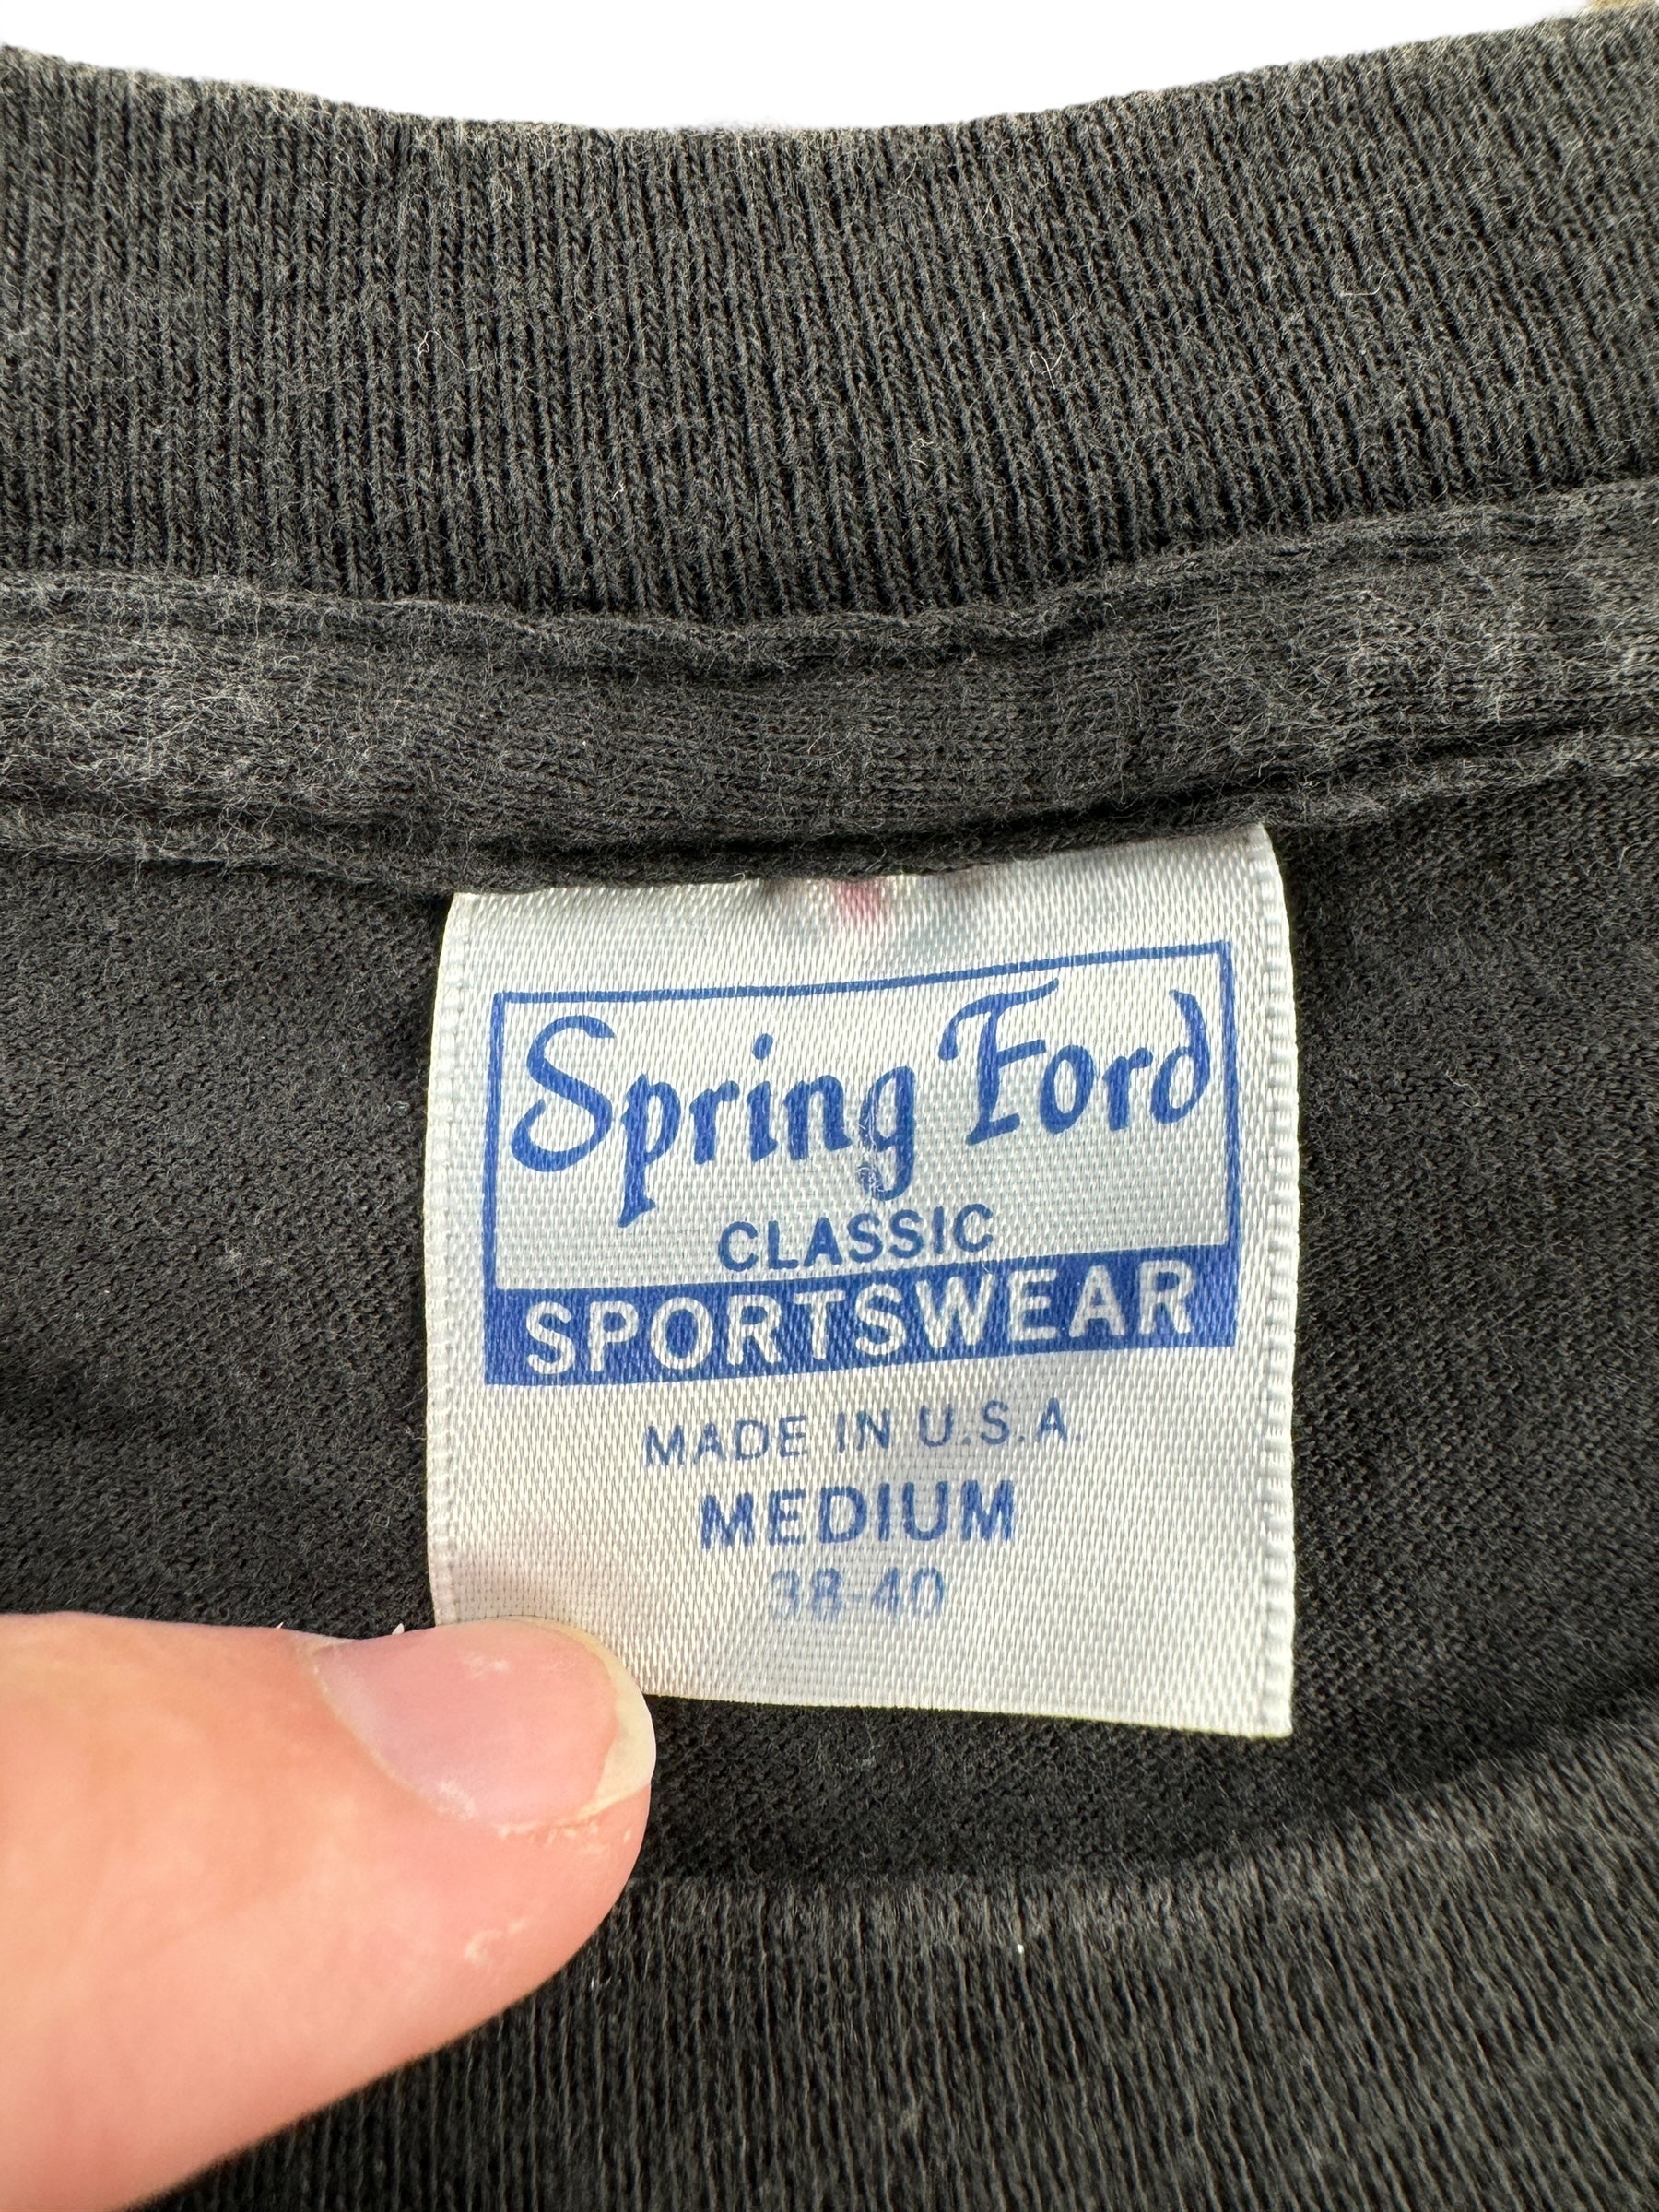 Spring Ford
CLASSIC
SPORTSWEAR
MADE IN U.S.A.
MEDIUM
38-40